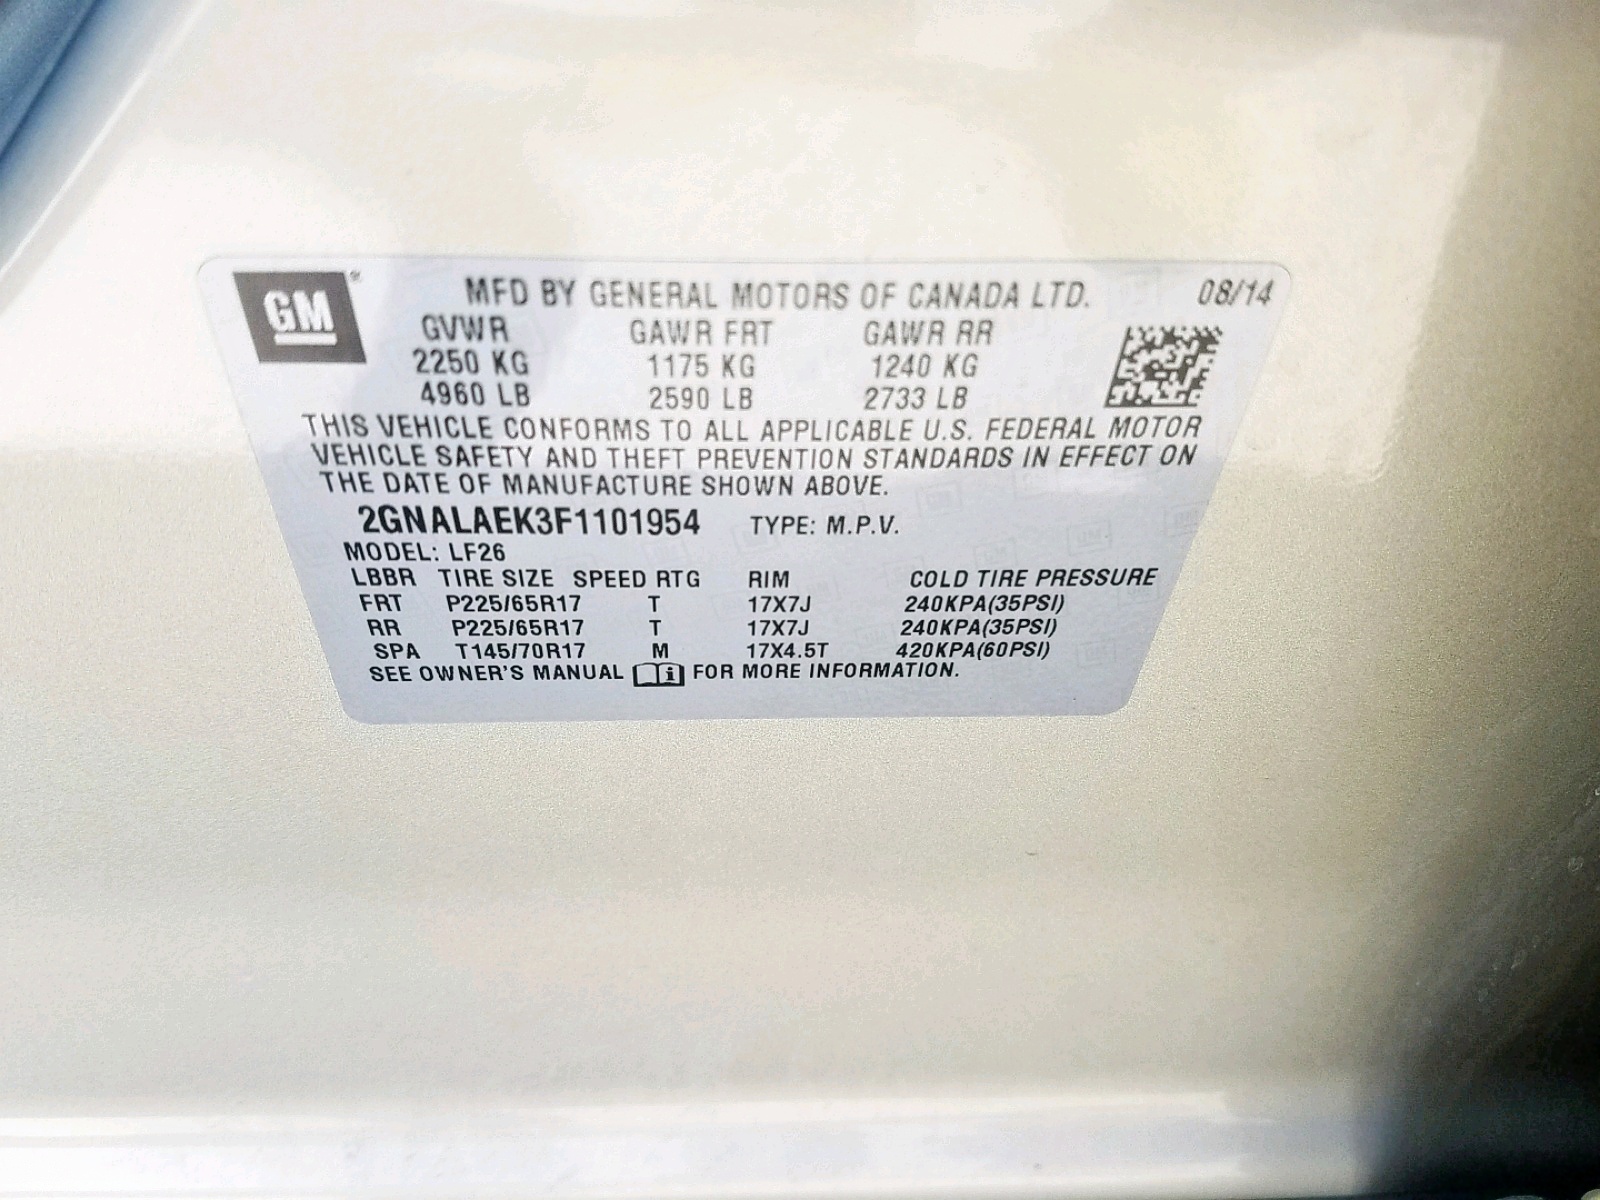 GM®
MFD BY GENERAL MOTORS OF CANADA LTD. 08/14
GVWR GAWR FRT GAWR RR
2250 KG 1175 KG 1240 KG
4960 LB 2590 LB 2733 LB
THIS VEHICLE CONFORMS TO ALL APPLICABLE U.S. FEDERAL MOTOR
VEHICLE SAFETY AND THEFT PREVENTION STANDARDS IN EFFECT ON
THE DATE OF MANUFACTURE SHOWN ABOVE.
2GNALAEK3F1101954 TYPE: M.P.V.
MODEL: LF26
LBBR TIRE SIZE SPEED RTG RIM COLD TIRE PRESSURE
FRT P225/65R17 T 17X7J 240KPA(35PSI)
RR P225/65R17 T 17X7J 240KPA(35PSI)
SPA T145/70R17 M 17X4.5T 420KPA(60PSI)
SEE OWNER'S MANUAL i FOR MORE INFORMATION.